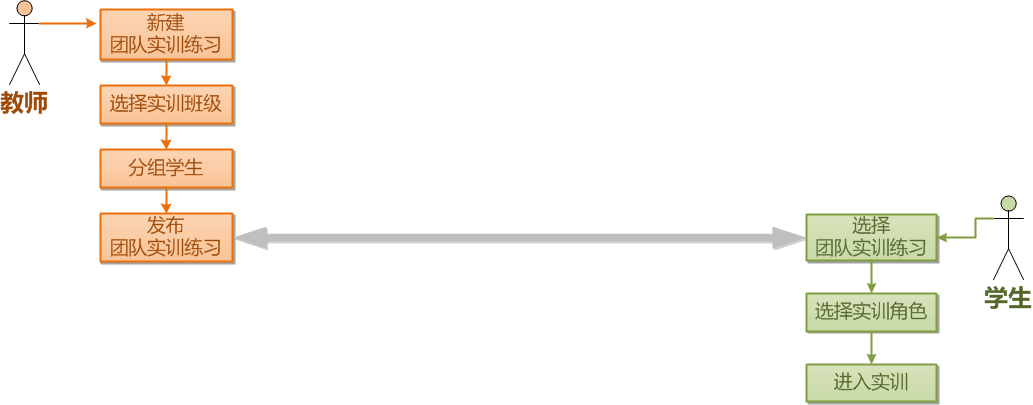 新建
团队实训练习
教师
选择实训班级
分组学生
发布
团队实训练习
选择
团队实训练习
学生
选择实训角色
进入实训